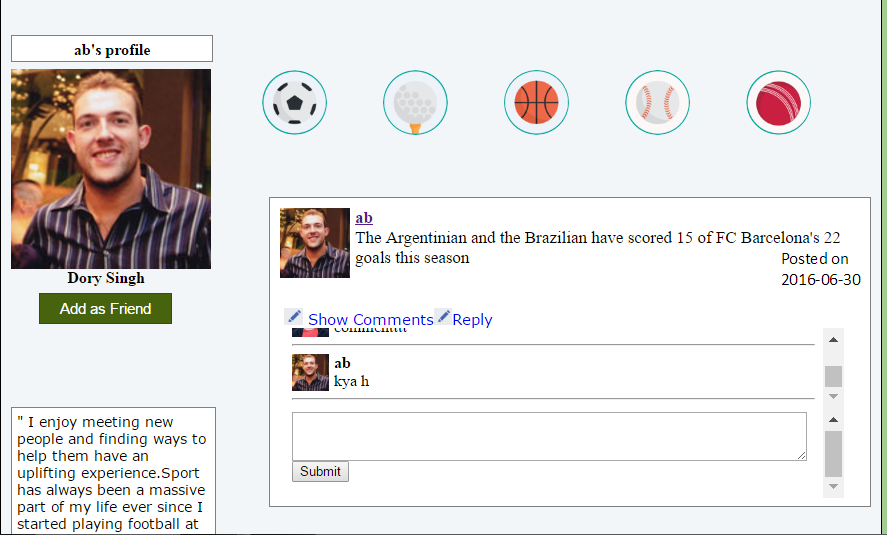 ab's profile
Dory Singh
Add as Friend
" I enjoy meeting new
people and finding ways to
help them have an
uplifting experience.Sport
has always been a massive
part of my life ever since I
started playing football at
ab
The Argentinian and the Brazilian have scored 15 of FC Barcelona's 22
goals this season
Posted on
2016-06-30
Show Comments Reply
ab
kya h
Submit